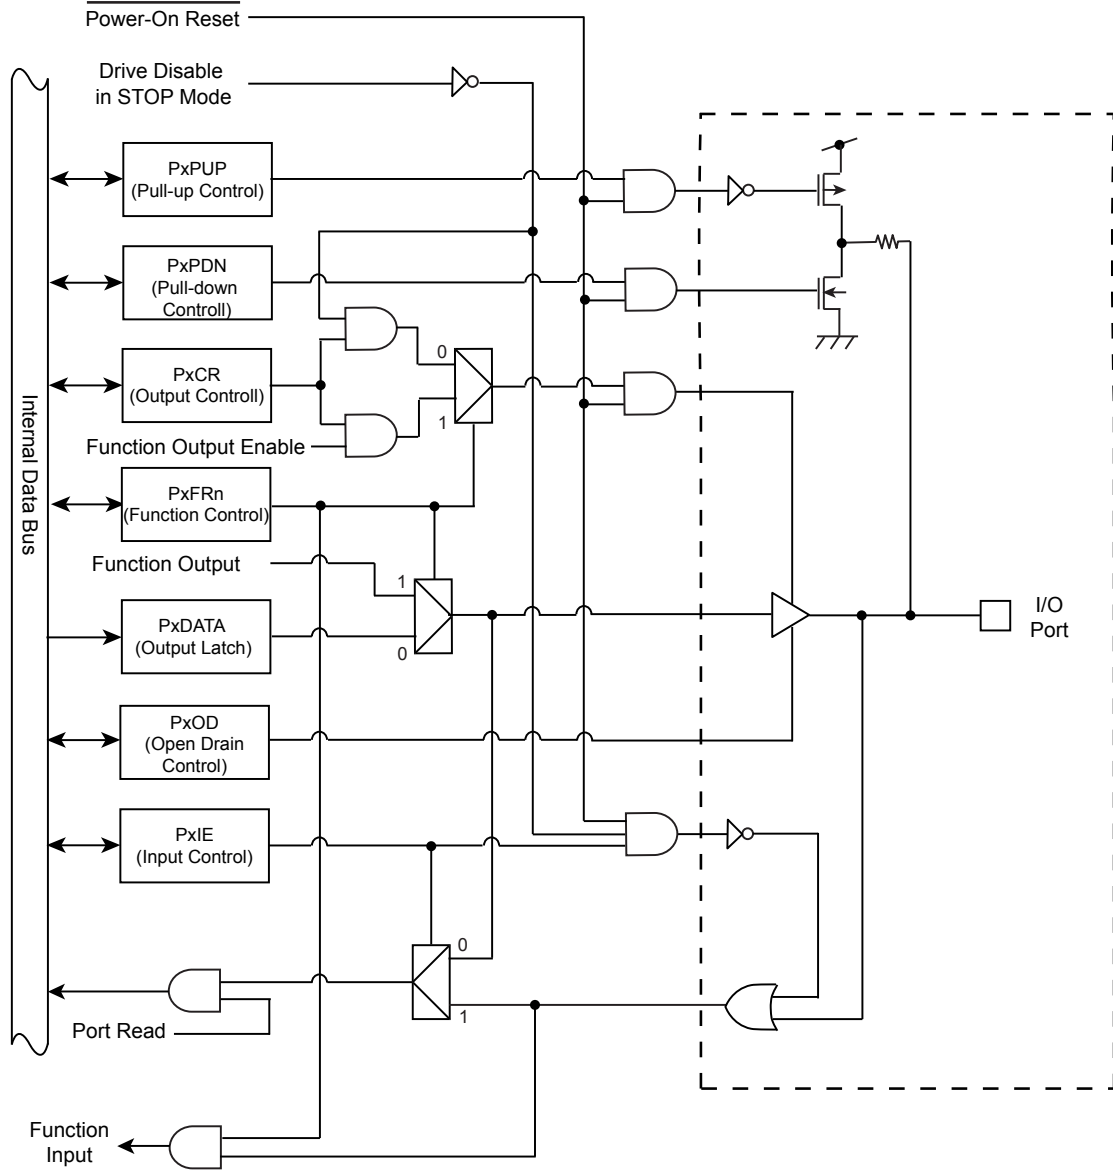 Power-On Reset
Drive Disable
in STOP Mode
PxPUP
(Pull-up Control)
PxPDN
(Pull-down
Controll)
0
PxCR
(Output Controll)
1
Function Output Enable
Internal Data Bus
PxFRn
(Function Control)
Function Output
1
PxDATA
(Output Latch)
0
I/O
Port
PxOD
(Open Drain
Control)
PxIE
(Input Control)
0
1
Port Read
Function
Input